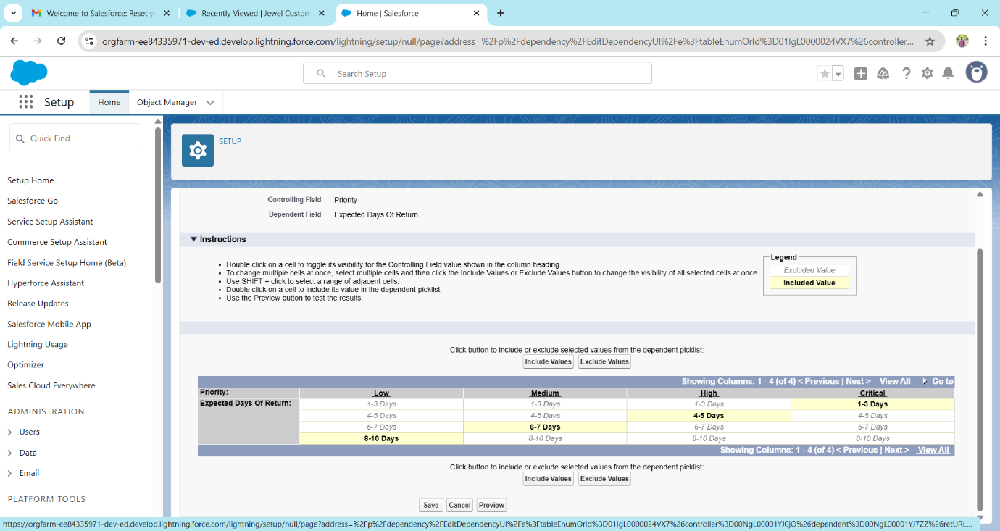 Welcome to Salesforce: Reset yo
Recently Viewed | Jewel Custom
Home | Salesforce
orgfarm-ee84335971-dev-ed.develop.lightning.force.com/lightning/setup/null/page?address=%2Fp%2Fdependency%2FEditDependencyUI%2Fe%3FtableEnumOrId%3D01IgL0000024VX7%26controller...
Search Setup
Setup
Home
Object Manager
Quick Find
SETUP
Setup Home
Salesforce Go
Service Setup Assistant
Commerce Setup Assistant
Field Service Setup Home (Beta)
Hyperforce Assistant
Release Updates
Salesforce Mobile App
Lightning Usage
Optimizer
Sales Cloud Everywhere
ADMINISTRATION
Users
Data
Email
PLATFORM TOOLS
Controlling Field Priority
Dependent Field Expected Days Of Return
Instructions
• Double click on a cell to toggle its visibility for the Controlling Field value shown in the column heading.
• To change multiple cells at once, select multiple cells and then click the Include Values or Exclude Values button to change the visibility of all selected cells at once.
• Use SHIFT + click to select a range of adjacent cells.
• Double click on a cell to include its value in the dependent picklist.
• Use the Preview button to test the results.
Legend
Excluded Value
Included Value
Click button to include or exclude selected values from the dependent picklist:
Include Values Exclude Values
Showing Columns: 1 - 4 (of 4) < Previous | Next > View All Go to
Priority: Low Medium High Critical
Expected Days Of Return: 1-3 Days 1-3 Days 1-3 Days 1-3 Days
4-5 Days 4-5 Days 4-5 Days 4-5 Days
6-7 Days 6-7 Days 6-7 Days 6-7 Days
8-10 Days 8-10 Days 8-10 Days 8-10 Days
Showing Columns: 1 - 4 (of 4) < Previous | Next > View All
Click button to include or exclude selected values from the dependent picklist:
Include Values Exclude Values
Save Cancel Preview
https://orgfarm-ee84335971-dev-ed.develop.lightning.force.com/lightning/setup/null/page?address=%2Fp%2Fdependency%2FEditDependencyUI%2Fe%3FtableEnumOrId%3D01IgL0000024VX7%26controller%3D00NgL00001YJ0jO%26dependent%3D00NgL00001YJ7ZZ%26retURL...